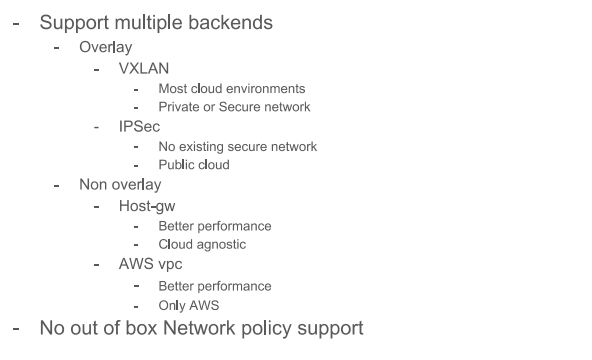 - Support multiple backends
- Overlay
- VXLAN
- Most cloud environments
- Private or Secure network
- IPSec
- No existing secure network
- Public cloud
- Non overlay
- Host-gw
- Better performance
- Cloud agnostic
- AWS vpc
- Better performance
- Only AWS
- No out of box Network policy support